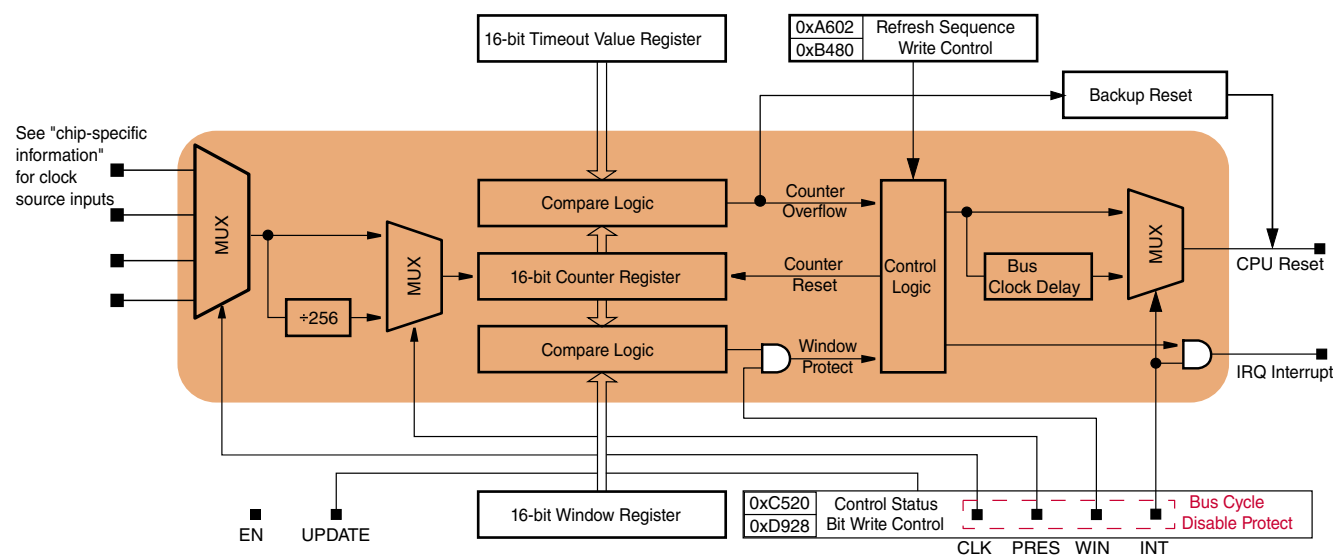 16-bit Timeout Value Register
0xA602
0xB480
Refresh Sequence
Write Control
Backup Reset
See "chip-specific
information"
for clock
source inputs
MUX
÷256
MUX
Compare Logic
16-bit Counter Register
Compare Logic
Counter
Overflow
Counter
Reset
Window
Protect
Control
Logic
Bus
Clock Delay
MUX
CPU Reset
IRQ Interrupt
EN
UPDATE
16-bit Window Register
0xC520
0xD928
Control Status
Bit Write Control
Bus Cycle
Disable Protect
CLK
PRES
WIN
INT